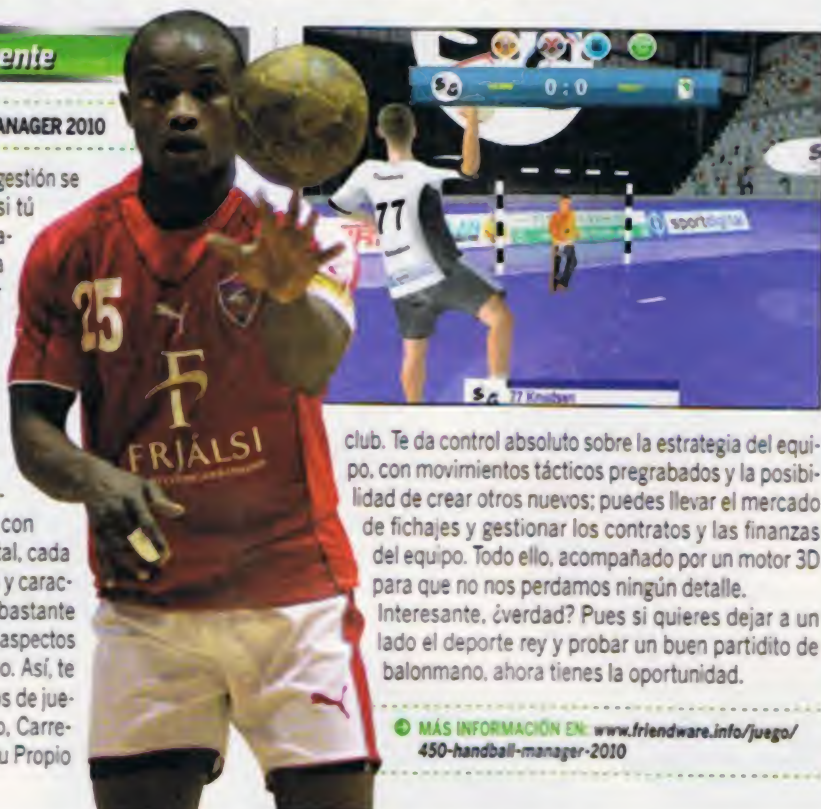 ente
ANAGER 2010
gestión se
si tú
a-
con
tal, cada
y carac-
bastante
aspectos
o. Así, te
os de jue-
o, Carre-
u Propio
25
FRJÁLSI
SG
0 : 0
77
sportdigital
SG 77 Knudsen
club. Te da control absoluto sobre la estrategia del equi-
po, con movimientos tácticos pregrabados y la posibi-
lidad de crear otros nuevos; puedes llevar el mercado
de fichajes y gestionar los contratos y las finanzas
del equipo. Todo ello, acompañado por un motor 3D
para que no nos perdamos ningún detalle.
Interesante, ¿verdad? Pues si quieres dejar a un
lado el deporte rey y probar un buen partidito de
balonmano, ahora tienes la oportunidad.
MÁS INFORMACIÓN EN: www.friendware.info/juego/
450-handball-manager-2010